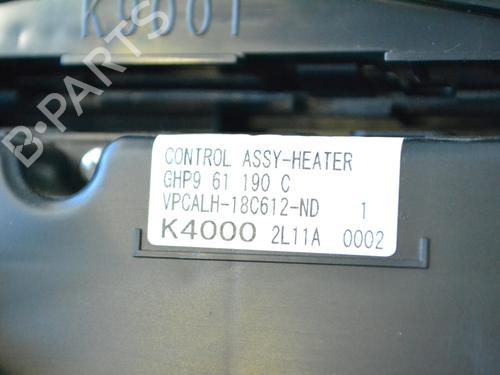 K9001
B-PARTS
CONTROL ASSY-HEATER
GHP9 61 190 C
VPCALH-18C612-ND 1
K4000 2L11A 0002